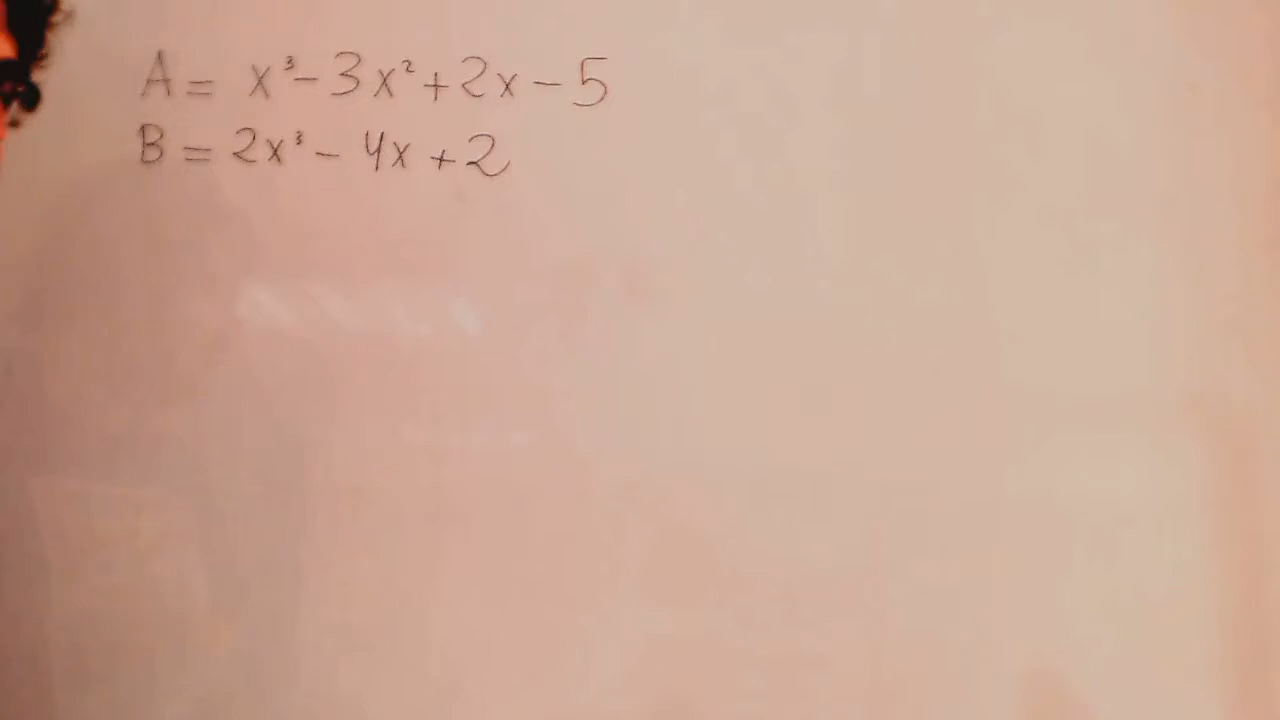 A = x³ - 3x² + 2x - 5
B = 2x³ - 4x + 2